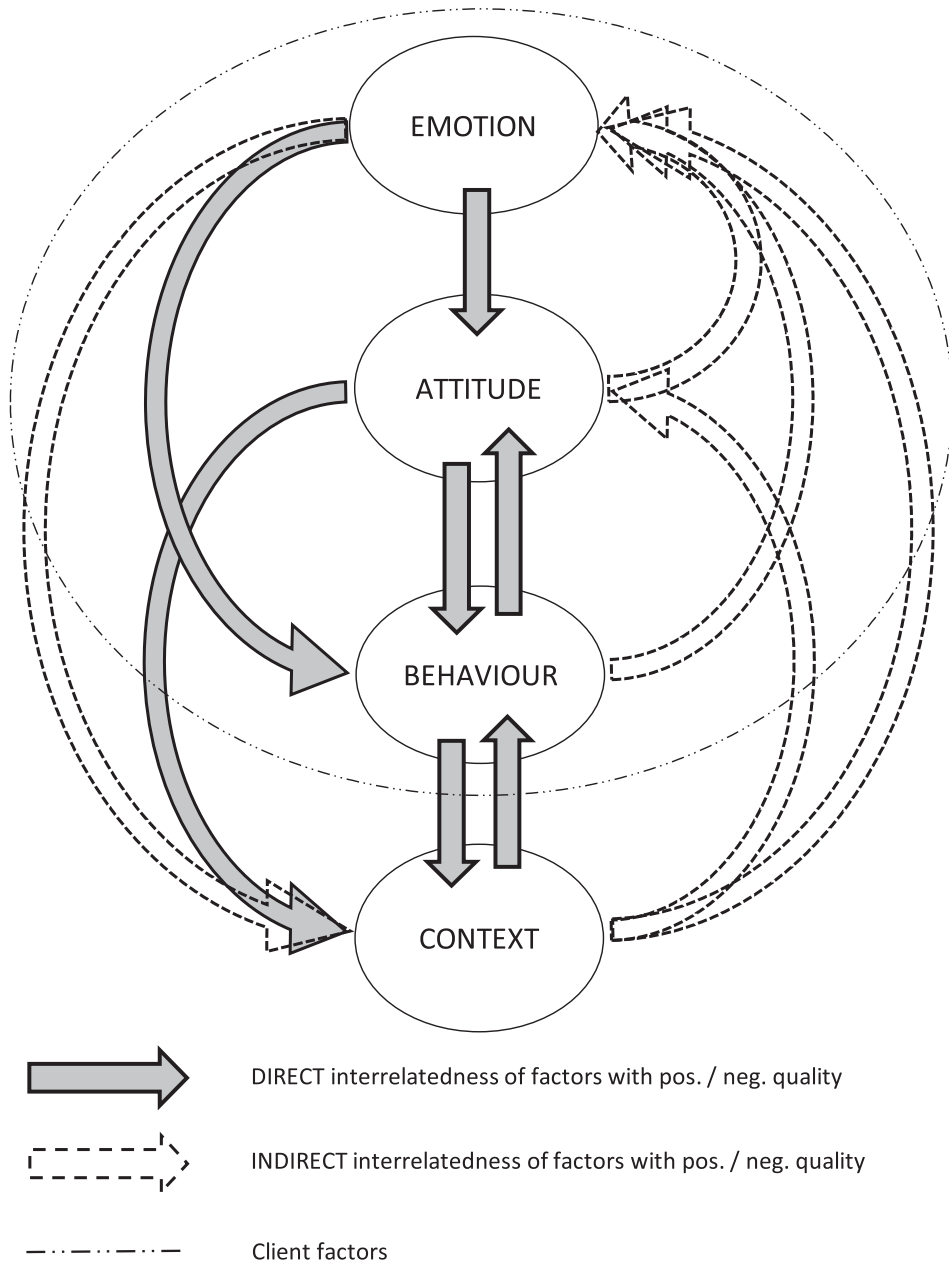 EMOTION
ATTITUDE
BEHAVIOUR
CONTEXT
DIRECT interrelatedness of factors with pos. / neg. quality
INDIRECT interrelatedness of factors with pos. / neg. quality
Client factors